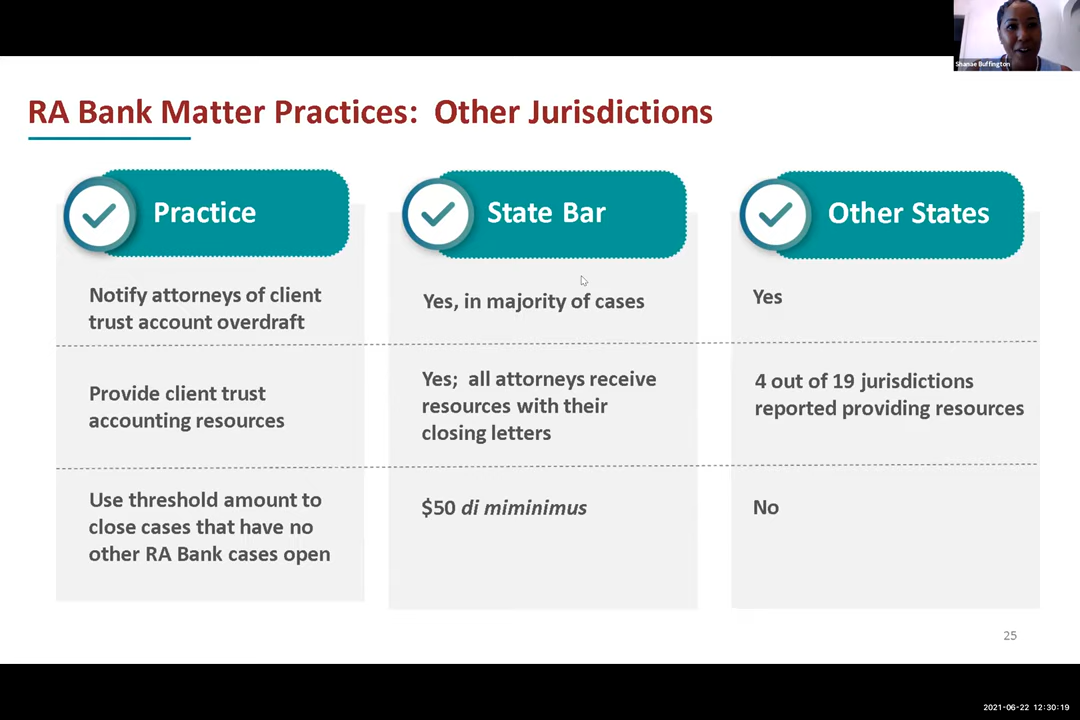 Shanae Buffington
RA Bank Matter Practices:  Other Jurisdictions
Practice
State Bar
Other States
Notify attorneys of client
trust account overdraft
Yes, in majority of cases
Yes
Provide client trust
accounting resources
Yes;  all attorneys receive
resources with their
closing letters
4 out of 19 jurisdictions
reported providing resources
Use threshold amount to
close cases that have no
other RA Bank cases open
$50 di miminimus
No
25
2021-06-22 12:30:19